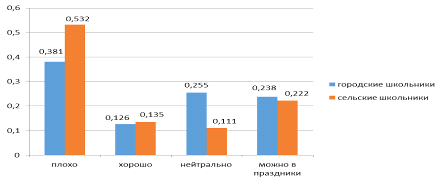 0,6
0,5
0,4
0,3
0,2
0,1
0
0,381
0,532
0,126
0,135
0,255
0,111
0,238
0,222
плохо
хорошо
нейтрально
можно в
праздники
городские школьники
сельские школьники